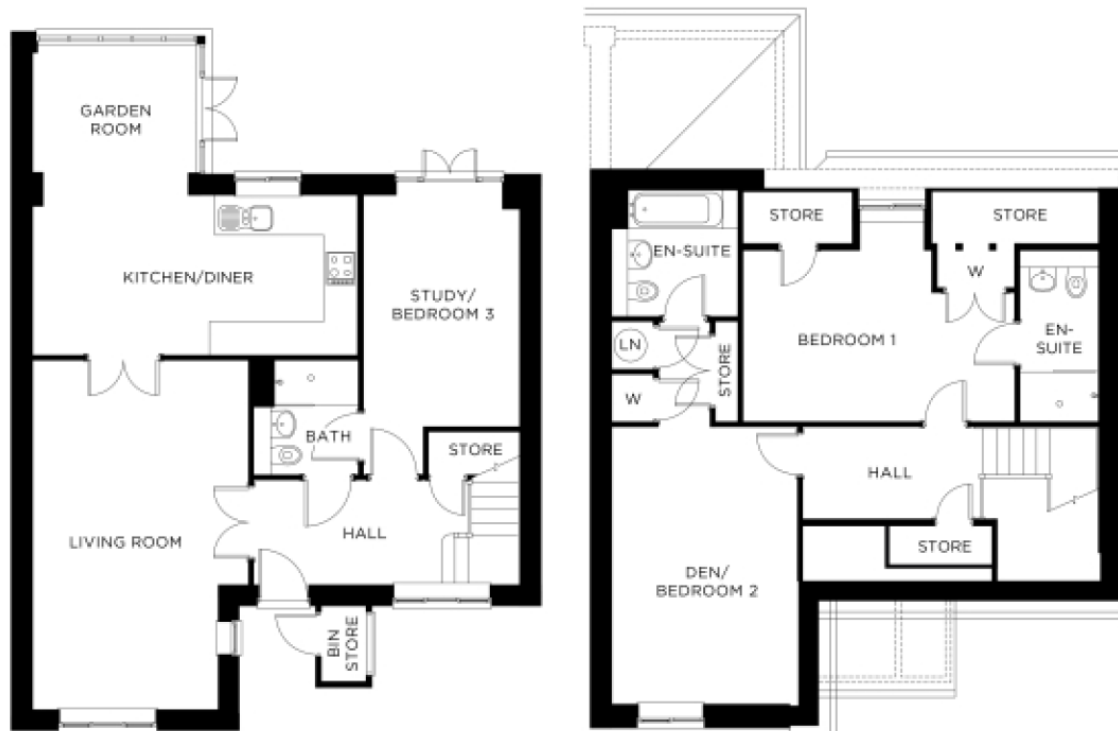 GARDEN
ROOM
KITCHEN/DINER
STUDY/
BEDROOM 3
BATH
STORE
LIVING ROOM
HALL
BIN
STORE
STORE
STORE
EN-SUITE
W
BEDROOM 1
EN-
SUITE
LN
STORE
W
HALL
STORE
DEN/
BEDROOM 2